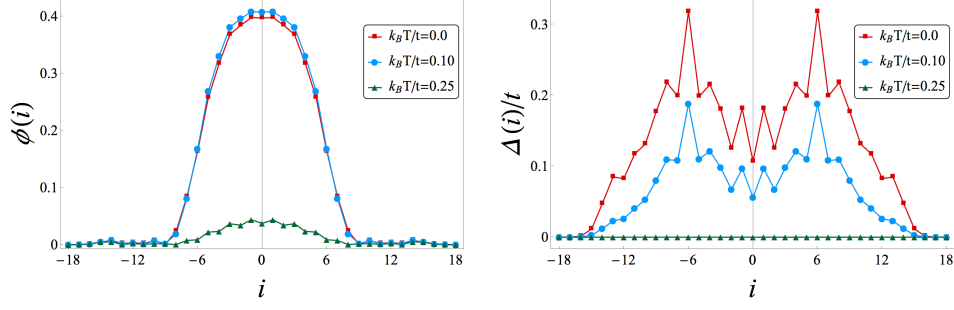 0.4
0.3
0.2
0.1
0
ϕ(i)
k_BT/t=0.0
k_BT/t=0.10
k_BT/t=0.25
−18 −12 −6 0 6 12 18
i
0.3
0.2
0.1
0
Δ(i)/t
k_BT/t=0.0
k_BT/t=0.10
k_BT/t=0.25
−18 −12 −6 0 6 12 18
i